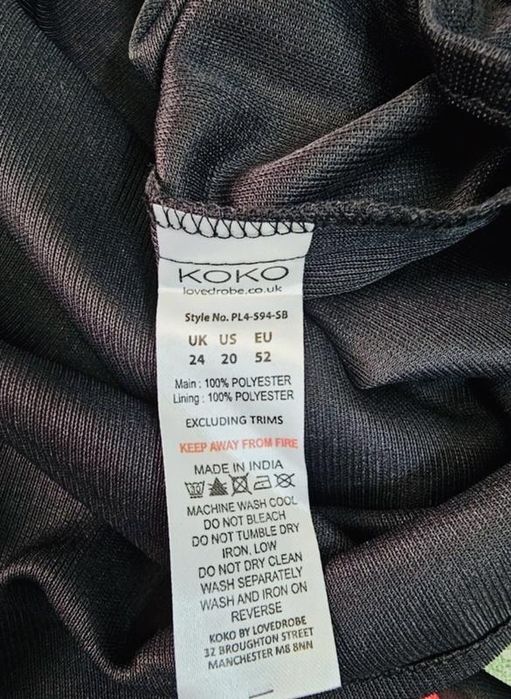 KOKO
lovedrobe.co.uk
Style No. PL4-S94-SB
UK US EU
24 20 52
Main : 100% POLYESTER
Lining : 100% POLYESTER
EXCLUDING TRIMS
KEEP AWAY FROM FIRE
MADE IN INDIA
MACHINE WASH COOL
DO NOT BLEACH
DO NOT TUMBLE DRY
IRON, LOW
DO NOT DRY CLEAN
WASH SEPARATELY
WASH AND IRON ON
REVERSE
KOKO BY LOVEDROBE
32 BROUGHTON STREET
MANCHESTER M8 8NN